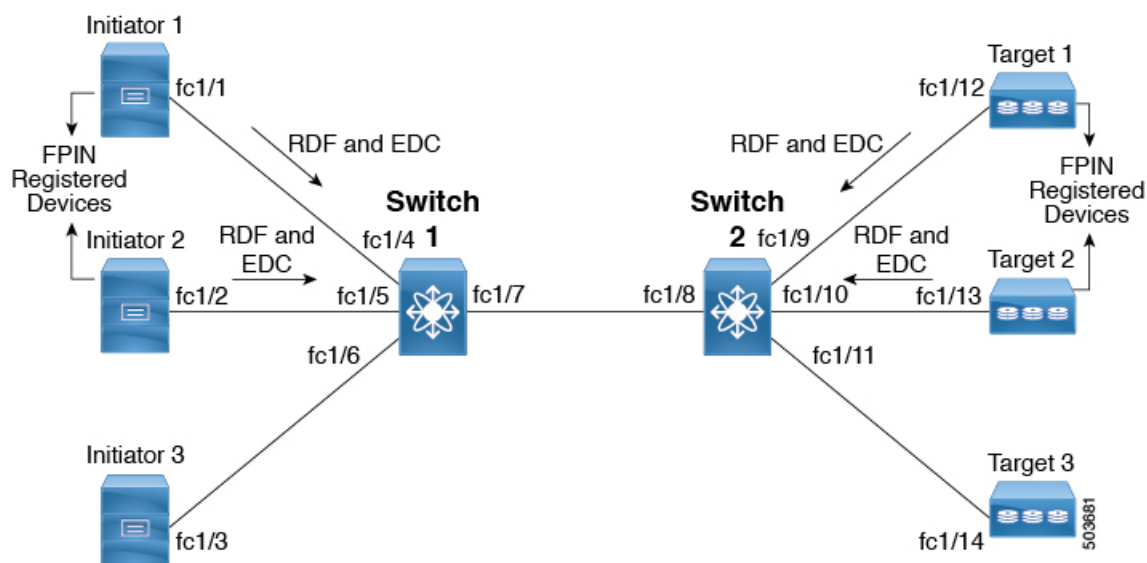 Initiator 1
fc1/1
RDF and EDC
FPIN
Registered
Devices
Initiator 2
fc1/2
RDF and
EDC
Initiator 3
fc1/3
Switch
1
fc1/4
fc1/5
fc1/6
fc1/7
Switch
2
fc1/8
fc1/9
fc1/10
fc1/11
RDF and EDC
RDF and
EDC
Target 1
fc1/12
FPIN
Registered
Devices
Target 2
fc1/13
Target 3
fc1/14
503681